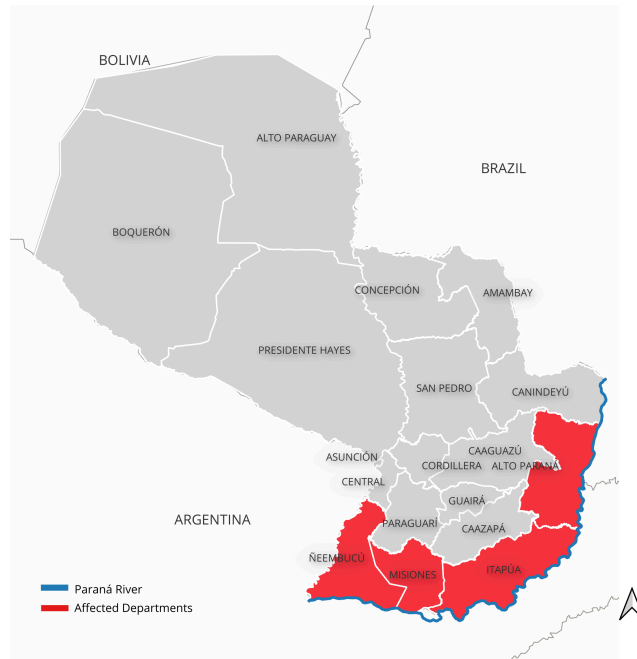 BOLIVIA
ALTO PARAGUAY
BRAZIL
BOQUERÓN
CONCEPCIÓN
AMAMBAY
PRESIDENTE HAYES
SAN PEDRO
CANINDEYÚ
CAAGUAZÚ
ASUNCIÓN
CORDILLERA
ALTO PARANÁ
CENTRAL
GUAIRÁ
ARGENTINA
PARAGUARÍ
CAAZAPÁ
ÑEEMBUCÚ
MISIONES
ITAPÚA
Paraná River
Affected Departments